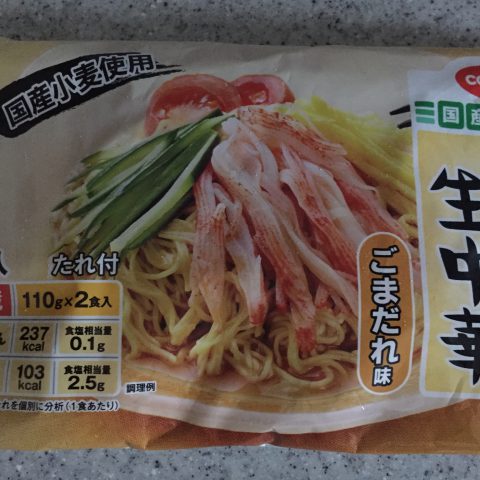 国産小麦使用
co
国産
生中華
ごまだれ味
たれ付
110g×2食入
237 kcal 食塩相当量 0.1g
103 kcal 食塩相当量 2.5g
調理例
れを個別に分析(1食あたり)